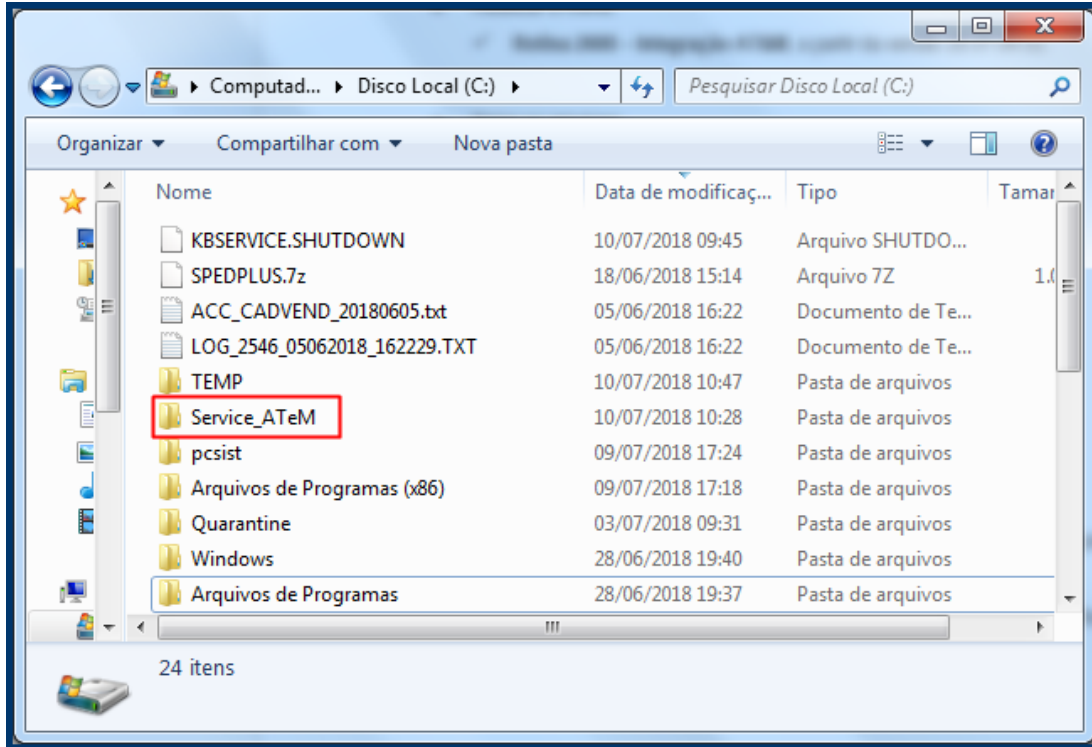 Computad... Disco Local (C:) Pesquisar Disco Local (C:)
Organizar Compartilhar com Nova pasta
Nome Data de modificaç... Tipo Tamar
KBSERVICE.SHUTDOWN 10/07/2018 09:45 Arquivo SHUTDO...
SPEDPLUS.7z 18/06/2018 15:14 Arquivo 7Z 1.(
ACC_CADVEND_20180605.txt 05/06/2018 16:22 Documento de Te...
LOG_2546_05062018_162229.TXT 05/06/2018 16:22 Documento de Te...
TEMP 10/07/2018 10:47 Pasta de arquivos
Service_ATeM 10/07/2018 10:28 Pasta de arquivos
pcsist 09/07/2018 17:24 Pasta de arquivos
Arquivos de Programas (x86) 09/07/2018 17:18 Pasta de arquivos
Quarantine 03/07/2018 09:31 Pasta de arquivos
Windows 28/06/2018 19:40 Pasta de arquivos
Arquivos de Programas 28/06/2018 19:37 Pasta de arquivos
24 itens